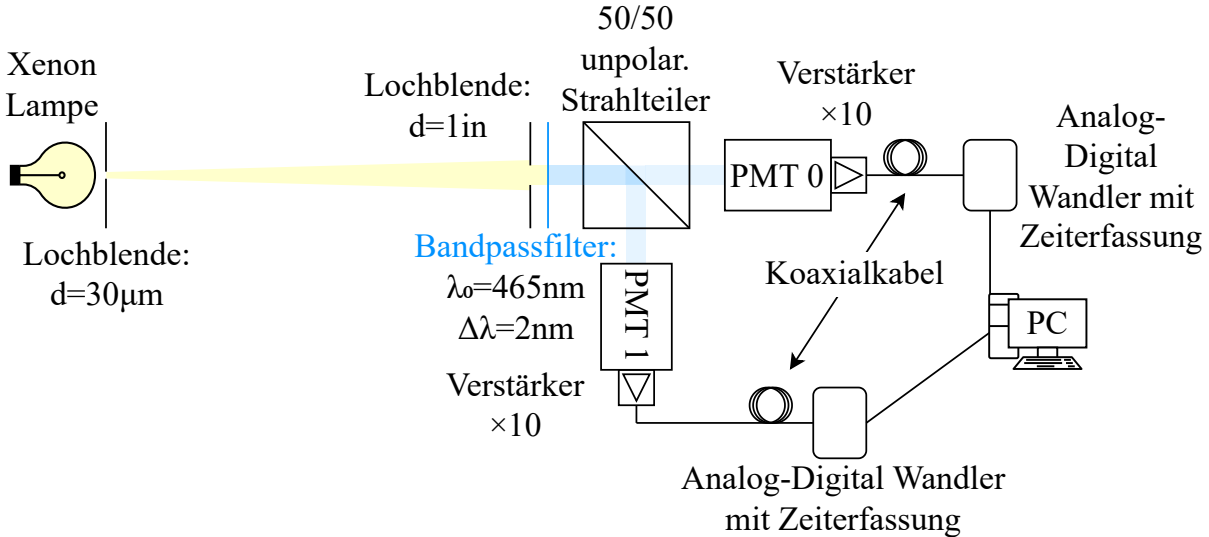 Xenon
Lampe
Lochblende:
d=30μm
Lochblende:
d=1in
50/50
unpolar.
Strahlteiler
Bandpassfilter:
λ₀=465nm
Δλ=2nm
PMT 0
Verstärker
×10
PMT 1
Verstärker
×10
Koaxialkabel
Analog-
Digital
Wandler mit
Zeiterfassung
PC
Analog-Digital Wandler
mit Zeiterfassung